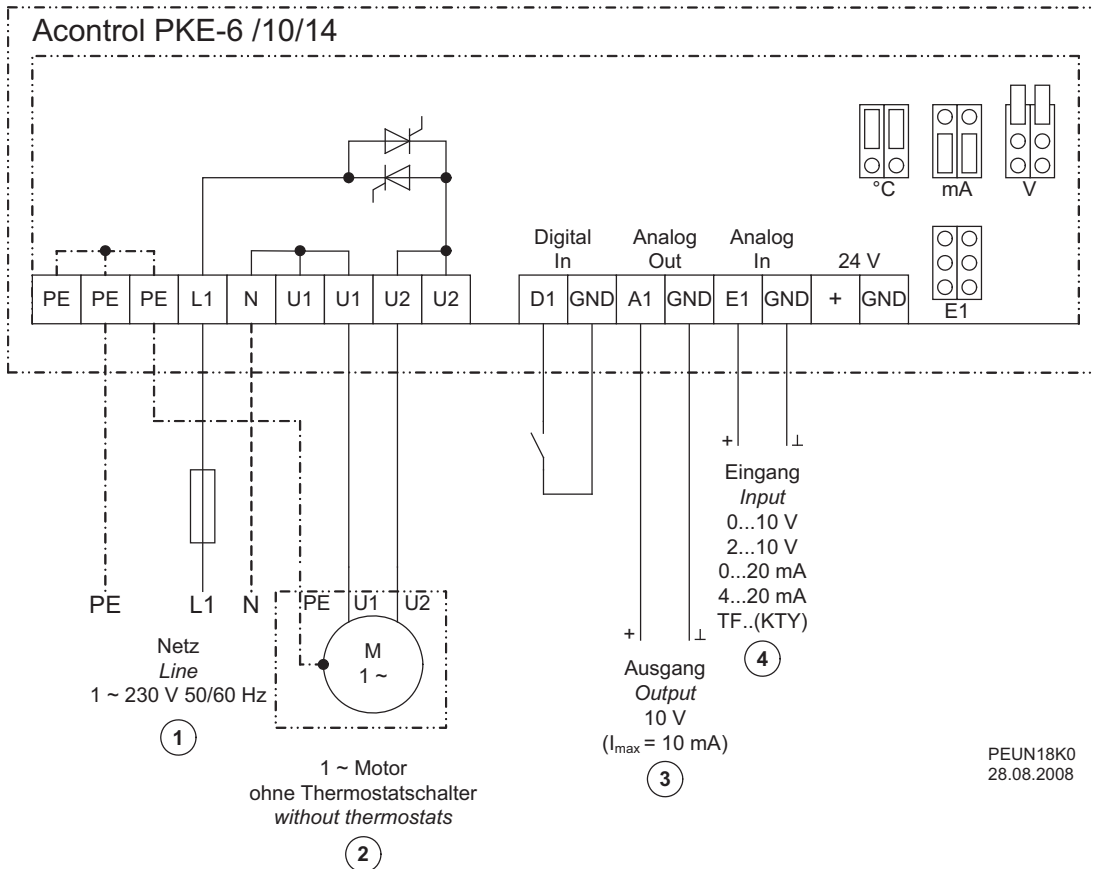 Acontrol PKE-6 /10/14
°C mA V
Digital In
Analog Out
Analog In
24 V
PE PE PE L1 N U1 U1 U2 U2
D1 GND A1 GND E1 GND + GND
E1
+ ⊥
Eingang
Input
0...10 V
2...10 V
0...20 mA
4...20 mA
TF..(KTY)
4
PE L1 N
PE U1 U2
M
1 ~
Netz
Line
1 ~ 230 V 50/60 Hz
1
+ ⊥
Ausgang
Output
10 V
(Imax = 10 mA)
3
1 ~ Motor
ohne Thermostatschalter
without thermostats
2
PEUN18K0
28.08.2008